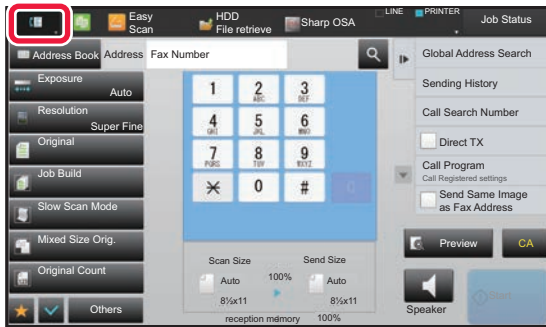 Easy
Scan
HDD
File retrieve
Sharp OSA
LINE
PRINTER
Job Status
Address Book
Address
Fax Number
Global Address Search
Exposure
Auto
Sending History
Resolution
Super Fine
Call Search Number
Original
Direct TX
Job Build
Call Program
Call Registered settings
Slow Scan Mode
Send Same Image
as Fax Address
Mixed Size Orig.
Preview
CA
Original Count
Others
1 2 3
ABC DEF
4 5 6
GHI JKL MNO
7 8 9
PQRS TUV WXYZ
0 #
Scan Size
Send Size
Auto
100%
Auto
8½x11
8½x11
reception memory 100%
Speaker
Start